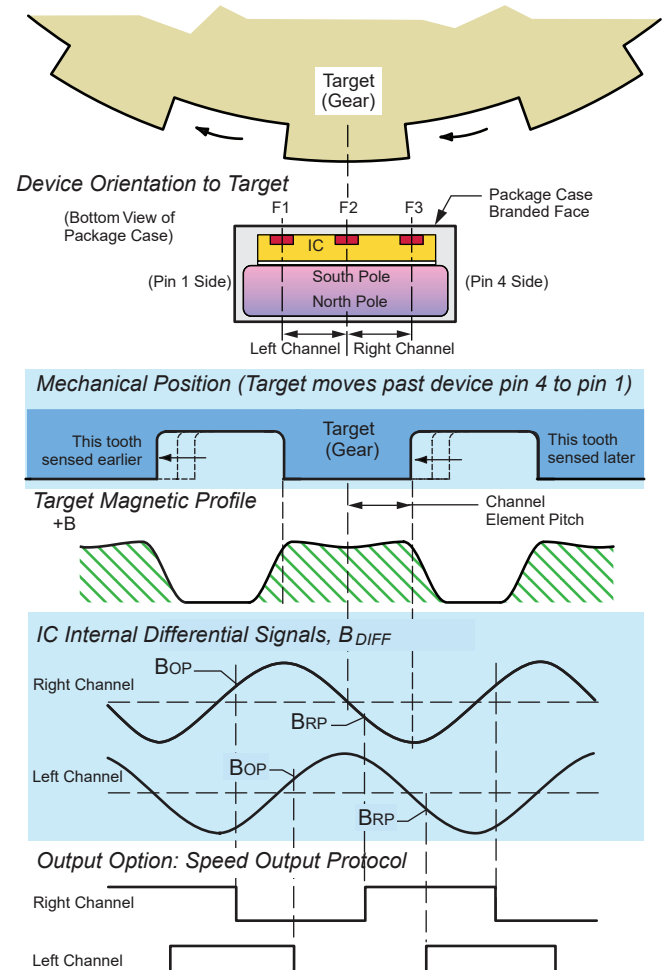 Target
(Gear)
Device Orientation to Target
(Bottom View of
Package Case)
F1 F2 F3
Package Case
Branded Face
IC
(Pin 1 Side)
South Pole
North Pole
(Pin 4 Side)
Left Channel Right Channel
Mechanical Position (Target moves past device pin 4 to pin 1)
This tooth
sensed earlier
Target
(Gear)
This tooth
sensed later
Target Magnetic Profile
+B
Channel
Element Pitch
IC Internal Differential Signals, BDIFF
Right Channel
BOP
BRP
Left Channel
BOP
BRP
Output Option: Speed Output Protocol
Right Channel
Left Channel